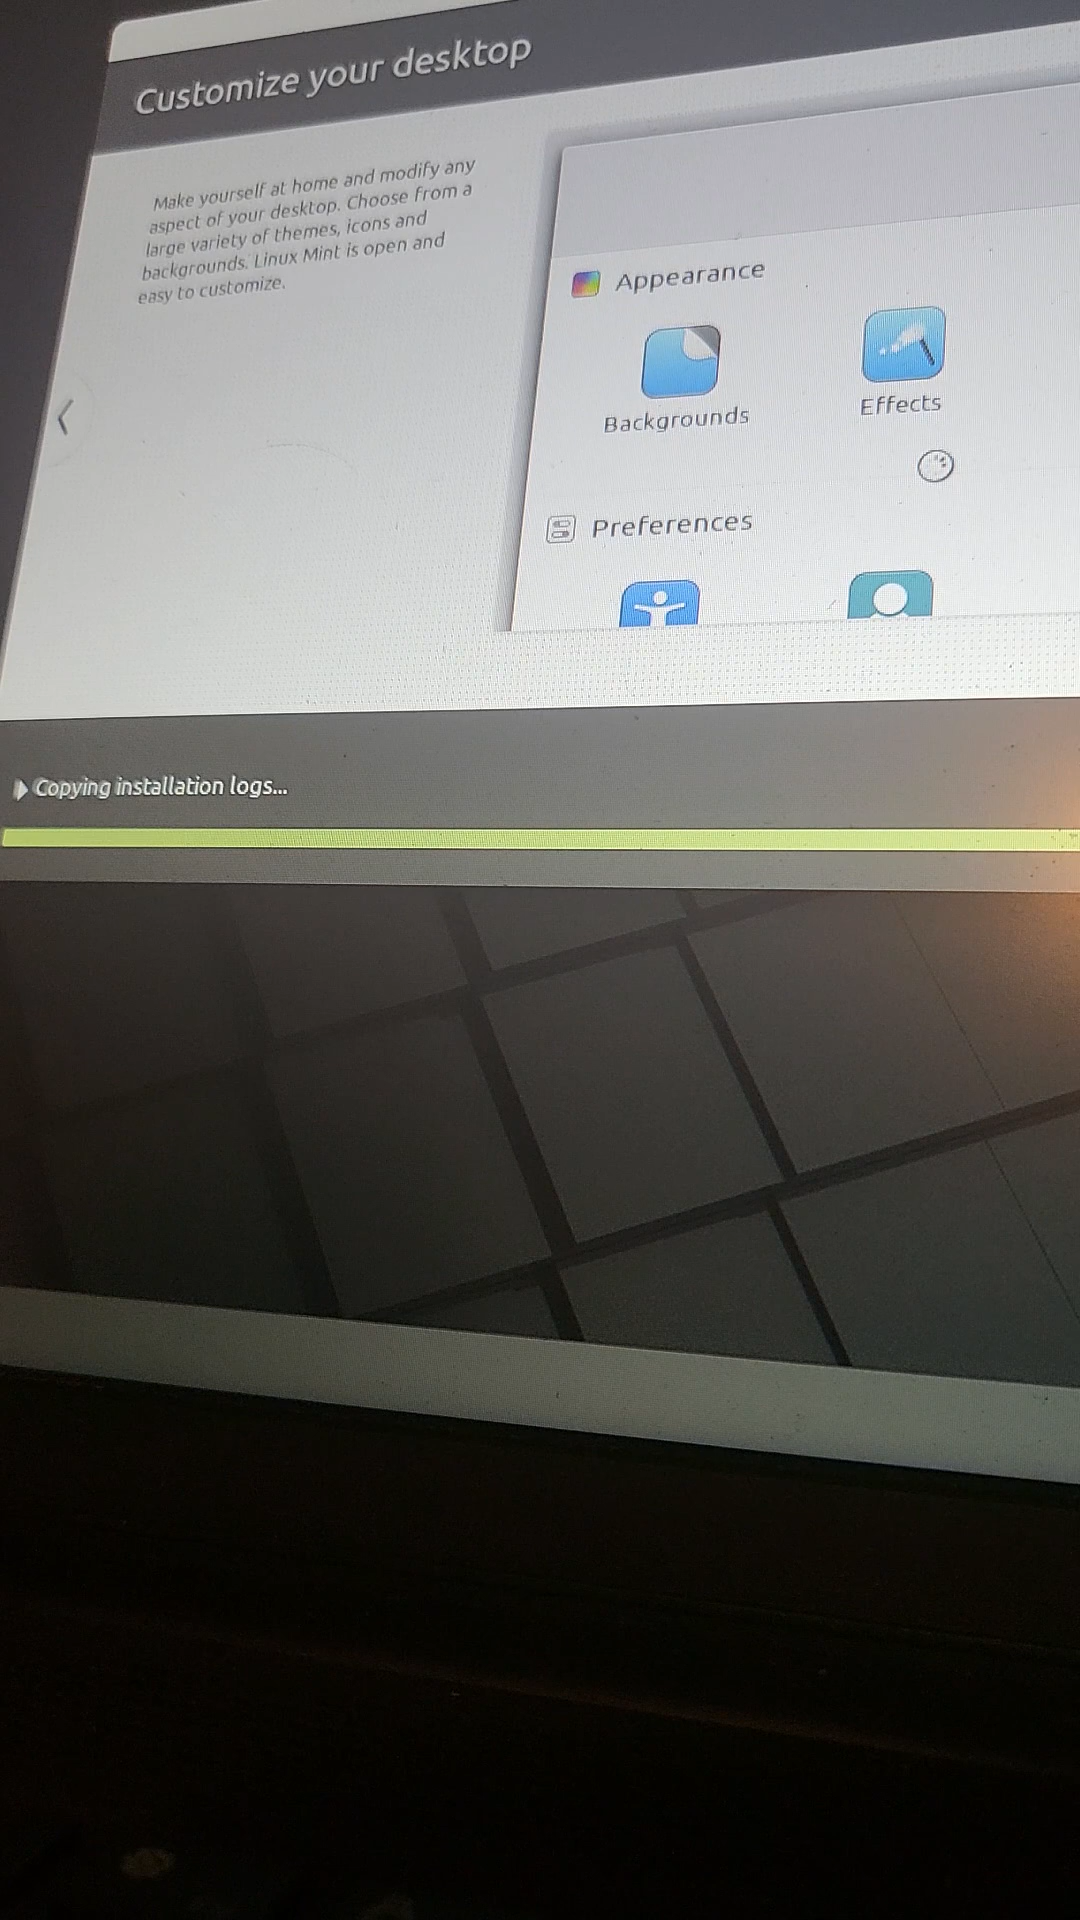 Customize your desktop
Make yourself at home and modify any
aspect of your desktop. Choose from a
large variety of themes, icons and
backgrounds. Linux Mint is open and
easy to customize.
Appearance
Backgrounds
Effects
Preferences
Copying installation logs...